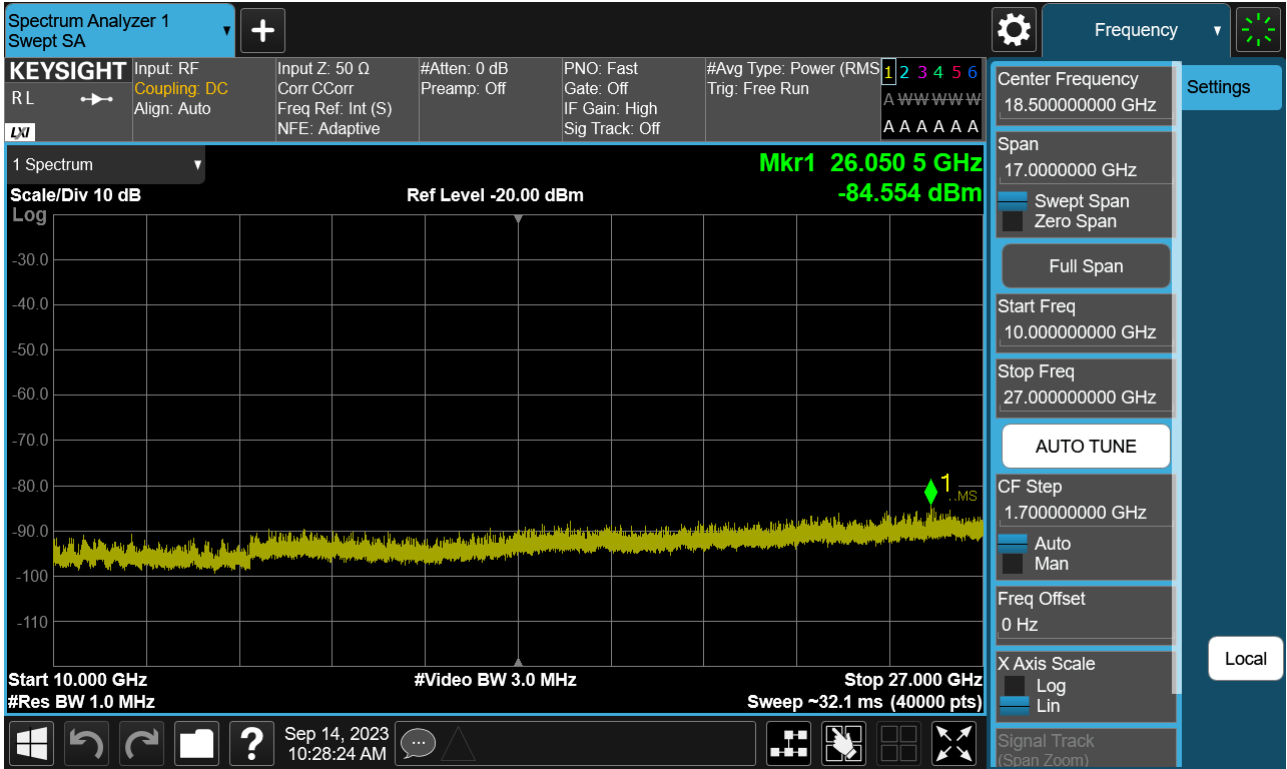 Spectrum Analyzer 1
Swept SA
Frequency
KEYSIGHT
R L
LXI
Input: RF
Coupling: DC
Align: Auto
Input Z: 50 Ω
Corr CCorr
Freq Ref: Int (S)
NFE: Adaptive
#Atten: 0 dB
Preamp: Off
PNO: Fast
Gate: Off
IF Gain: High
Sig Track: Off
#Avg Type: Power (RMS
Trig: Free Run
1 2 3 4 5 6
A W W W W W
A A A A A A
1 Spectrum
Scale/Div 10 dB
Log
Ref Level -20.00 dBm
Mkr1 26.050 5 GHz
-84.554 dBm
-30.0
-40.0
-50.0
-60.0
-70.0
-80.0
-90.0
-100
-110
1
Start 10.000 GHz
#Res BW 1.0 MHz
#Video BW 3.0 MHz
Stop 27.000 GHz
Sweep ~32.1 ms (40000 pts)
Sep 14, 2023
10:28:24 AM
Center Frequency
18.500000000 GHz
Span
17.0000000 GHz
Swept Span
Zero Span
Full Span
Start Freq
10.000000000 GHz
Stop Freq
27.000000000 GHz
AUTO TUNE
CF Step
1.700000000 GHz
Auto
Man
Freq Offset
0 Hz
X Axis Scale
Log
Lin
Signal Track
(Span Zoom)
Settings
Local